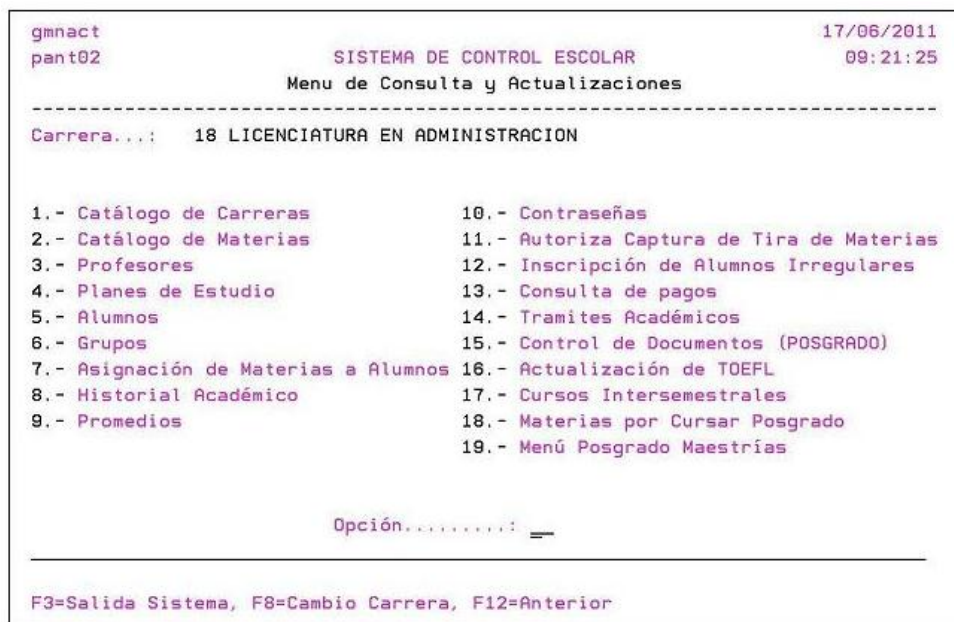 gmnact 17/06/2011
pant02 SISTEMA DE CONTROL ESCOLAR 09:21:25
Menu de Consulta y Actualizaciones
--------------------------------------------------------------------------------
Carrera...: 18 LICENCIATURA EN ADMINISTRACION
1.- Catálogo de Carreras 10.- Contraseñas
2.- Catálogo de Materias 11.- Autoriza Captura de Tira de Materias
3.- Profesores 12.- Inscripción de Alumnos Irregulares
4.- Planes de Estudio 13.- Consulta de pagos
5.- Alumnos 14.- Tramites Académicos
6.- Grupos 15.- Control de Documentos (POSGRADO)
7.- Asignación de Materias a Alumnos 16.- Actualización de TOEFL
8.- Historial Académico 17.- Cursos Intersemestrales
9.- Promedios 18.- Materias por Cursar Posgrado
19.- Menú Posgrado Maestrías
Opción.........: __
F3=Salida Sistema, F8=Cambio Carrera, F12=Anterior